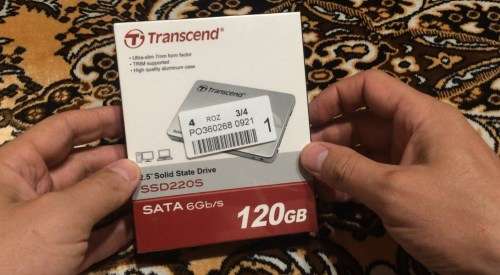 Transcend
• Ultra-slim 7mm form factor
• TRIM supported
• High quality aluminum case
Transcend
4 ROZ 3/4
PO360268 0921 1
2.5" Solid State Drive
SSD220S
SATA 6Gb/s
120GB